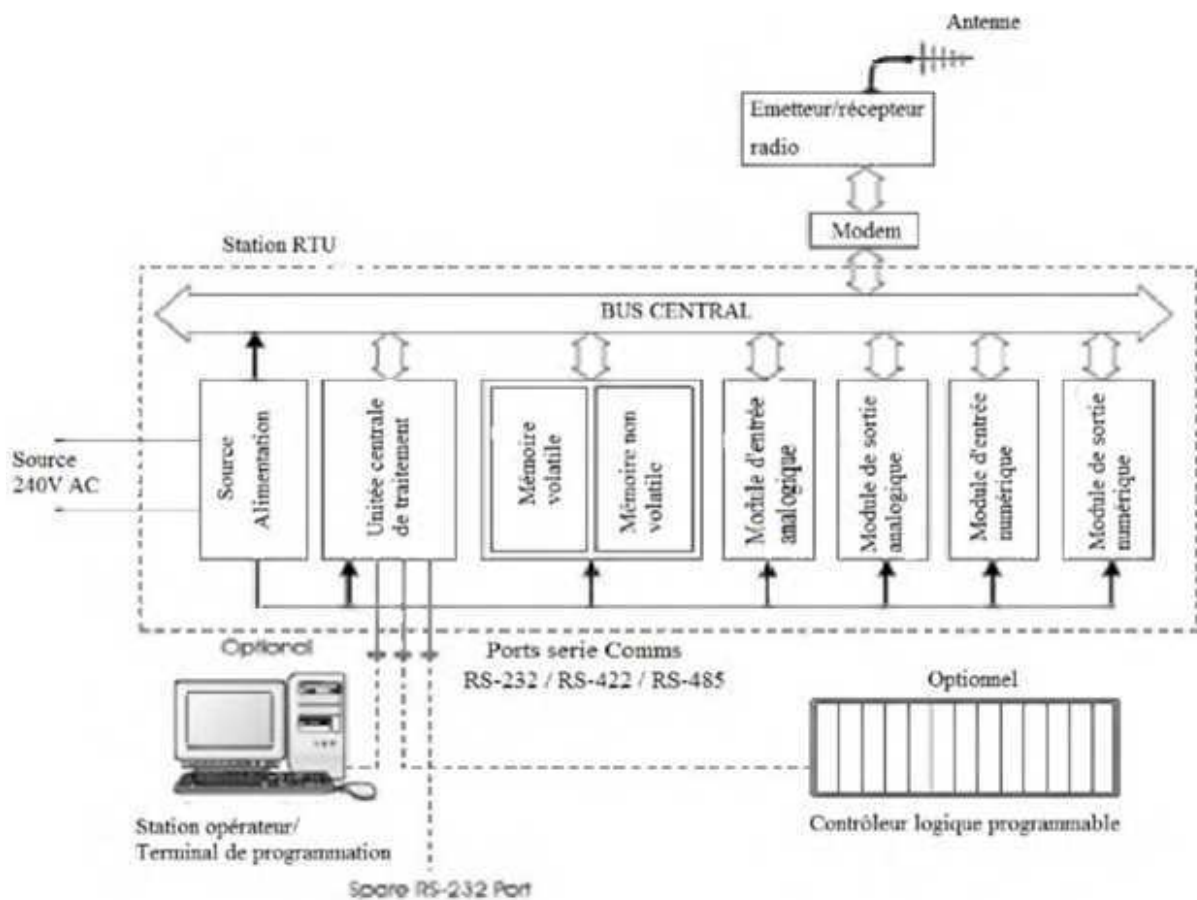 Antenne
Emetteur/récepteur
radio
Modem
Station RTU
BUS CENTRAL
Source
240V AC
Source
Alimentation
Unitée centrale
de traitement
Mémoire
volatile
Mémoire non
volatile
Module d'entrée
analogique
Module de sortie
analogique
Module d'entrée
numérique
Module de sortie
numérique
Optional
Ports serie Comms
RS-232 / RS-422 / RS-485
Optionnel
Station opérateur/
Terminal de programmation
Contrôleur logique programmable
Spare RS-232 Port